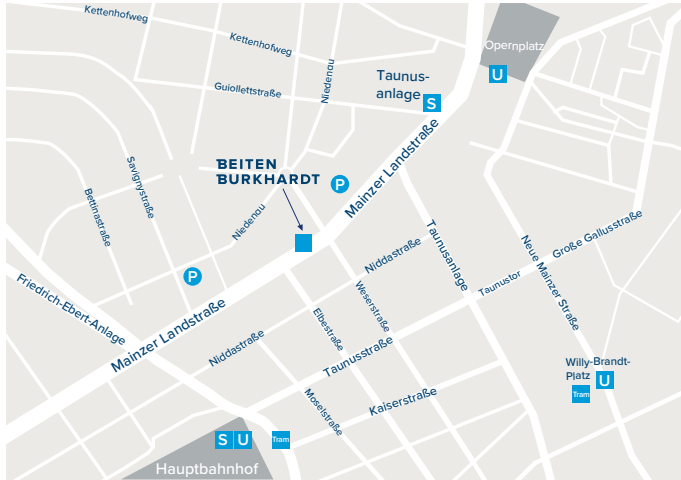 Kettenhofweg
Kettenhofweg
Opernplatz
U
Niedenau
Taunus-
anlage
S
Guiollettstraße
Mainzer Landstraße
BEITEN
BURKHARDT
P
Savignystraße
Bettinastraße
Niedenau
P
Taunusanlage
Niddastraße
Große Gallusstraße
Neue Mainzer Straße
Taunustor
Friedrich-Ebert-Anlage
Mainzer Landstraße
Weserstraße
Elbestraße
Niddastraße
Taunusstraße
Willy-Brandt-
Platz
U
Tram
Kaiserstraße
Moselstraße
S U
Tram
Hauptbahnhof